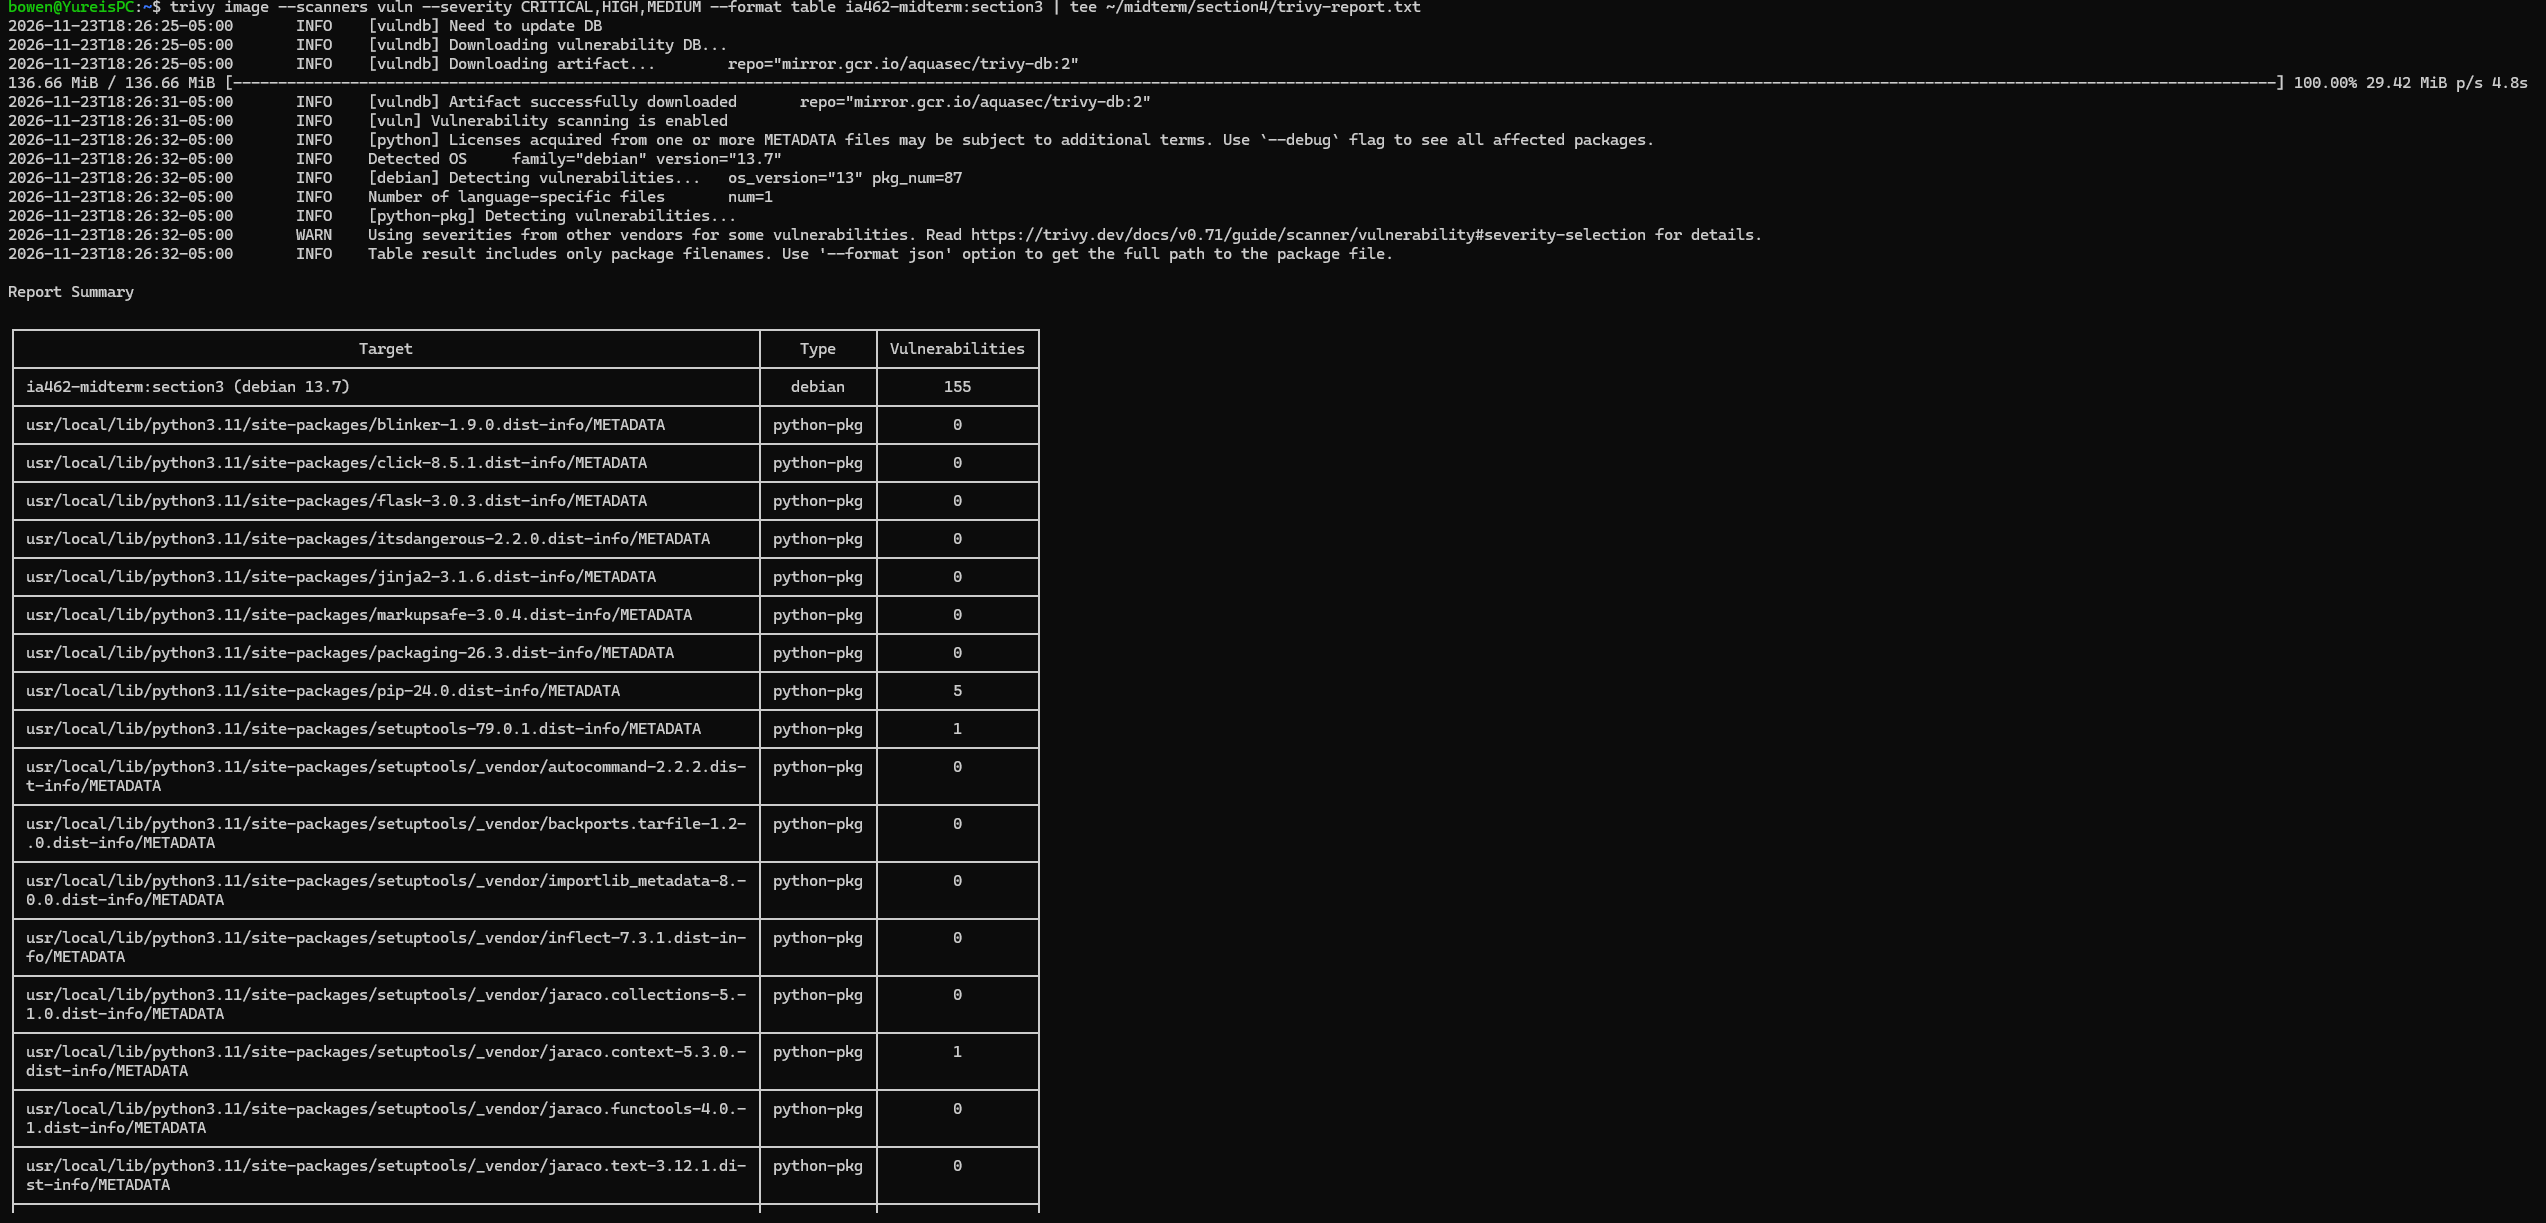 bowen@YureisPC:~$ trivy image --scanners vuln --severity CRITICAL,HIGH,MEDIUM --format table ia462-midterm:section3 | tee ~/midterm/section4/trivy-report.txt
2026-11-23T18:26:25-05:00 INFO [vulndb] Need to update DB
2026-11-23T18:26:25-05:00 INFO [vulndb] Downloading vulnerability DB...
2026-11-23T18:26:25-05:00 INFO [vulndb] Downloading artifact... repo="mirror.gcr.io/aquasec/trivy-db:2"
136.66 MiB / 136.66 MiB [---------------------------------------------------------------] 100.00% 29.42 MiB p/s 4.8s
2026-11-23T18:26:31-05:00 INFO [vulndb] Artifact successfully downloaded repo="mirror.gcr.io/aquasec/trivy-db:2"
2026-11-23T18:26:31-05:00 INFO [vuln] Vulnerability scanning is enabled
2026-11-23T18:26:32-05:00 INFO [python] Licenses acquired from one or more METADATA files may be subject to additional terms. Use `--debug` flag to see all affected packages.
2026-11-23T18:26:32-05:00 INFO Detected OS family="debian" version="13.7"
2026-11-23T18:26:32-05:00 INFO [debian] Detecting vulnerabilities... os_version="13" pkg_num=87
2026-11-23T18:26:32-05:00 INFO Number of language-specific files num=1
2026-11-23T18:26:32-05:00 INFO [python-pkg] Detecting vulnerabilities...
2026-11-23T18:26:32-05:00 WARN Using severities from other vendors for some vulnerabilities. Read https://trivy.dev/docs/v0.71/guide/scanner/vulnerability#severity-selection for details.
2026-11-23T18:26:32-05:00 INFO Table result includes only package filenames. Use '--format json' option to get the full path to the package file.
Report Summary
Target Type Vulnerabilities
ia462-midterm:section3 (debian 13.7) debian 155
usr/local/lib/python3.11/site-packages/blinker-1.9.0.dist-info/METADATA python-pkg 0
usr/local/lib/python3.11/site-packages/click-8.5.1.dist-info/METADATA python-pkg 0
usr/local/lib/python3.11/site-packages/flask-3.0.3.dist-info/METADATA python-pkg 0
usr/local/lib/python3.11/site-packages/itsdangerous-2.2.0.dist-info/METADATA python-pkg 0
usr/local/lib/python3.11/site-packages/jinja2-3.1.6.dist-info/METADATA python-pkg 0
usr/local/lib/python3.11/site-packages/markupsafe-3.0.4.dist-info/METADATA python-pkg 0
usr/local/lib/python3.11/site-packages/packaging-26.3.dist-info/METADATA python-pkg 0
usr/local/lib/python3.11/site-packages/pip-24.0.dist-info/METADATA python-pkg 5
usr/local/lib/python3.11/site-packages/setuptools-79.0.1.dist-info/METADATA python-pkg 1
usr/local/lib/python3.11/site-packages/setuptools/_vendor/autocommand-2.2.2.dis- python-pkg 0
t-info/METADATA
usr/local/lib/python3.11/site-packages/setuptools/_vendor/backports.tarfile-1.2- python-pkg 0
.0.dist-info/METADATA
usr/local/lib/python3.11/site-packages/setuptools/_vendor/importlib_metadata-8.- python-pkg 0
0.0.dist-info/METADATA
usr/local/lib/python3.11/site-packages/setuptools/_vendor/inflect-7.3.1.dist-in- python-pkg 0
fo/METADATA
usr/local/lib/python3.11/site-packages/setuptools/_vendor/jaraco.collections-5.- python-pkg 0
1.0.dist-info/METADATA
usr/local/lib/python3.11/site-packages/setuptools/_vendor/jaraco.context-5.3.0.- python-pkg 1
dist-info/METADATA
usr/local/lib/python3.11/site-packages/setuptools/_vendor/jaraco.functools-4.0.- python-pkg 0
1.dist-info/METADATA
usr/local/lib/python3.11/site-packages/setuptools/_vendor/jaraco.text-3.12.1.di- python-pkg 0
st-info/METADATA